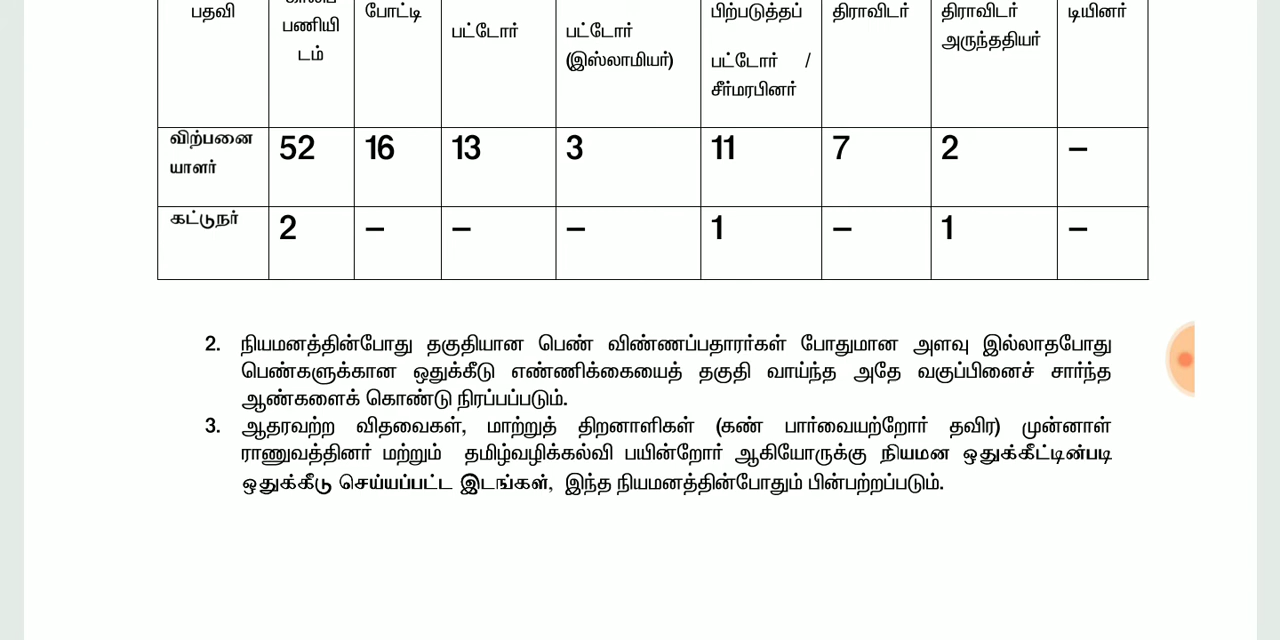 பதவி
பணியி
டம்
போட்டி
பட்டோர்
பட்டோர்
(இஸ்லாமியர்)
பிற்படுத்தப்
பட்டோர் /
சீர்மரபினர்
திராவிடர்
திராவிடர்
அருந்ததியர்
டியினர்
விற்பனை
யாளர்
52 16 13 3 11 7 2 –
கட்டுநர் 2 – – – 1 – 1 –
2. நியமனத்தின்போது தகுதியான பெண் விண்ணப்பதாரர்கள் போதுமான அளவு இல்லாதபோது
பெண்களுக்கான ஒதுக்கீடு எண்ணிக்கையைத் தகுதி வாய்ந்த அதே வகுப்பினைச் சார்ந்த
ஆண்களைக் கொண்டு நிரப்பப்படும்.
3. ஆதரவற்ற விதவைகள், மாற்றுத் திறனாளிகள் (கண் பார்வையற்றோர் தவிர) முன்னாள்
ராணுவத்தினர் மற்றும் தமிழ்வழிக்கல்வி பயின்றோர் ஆகியோருக்கு நியமன ஒதுக்கீட்டின்படி
ஒதுக்கீடு செய்யப்பட்ட இடங்கள், இந்த நியமனத்தின்போதும் பின்பற்றப்படும்.